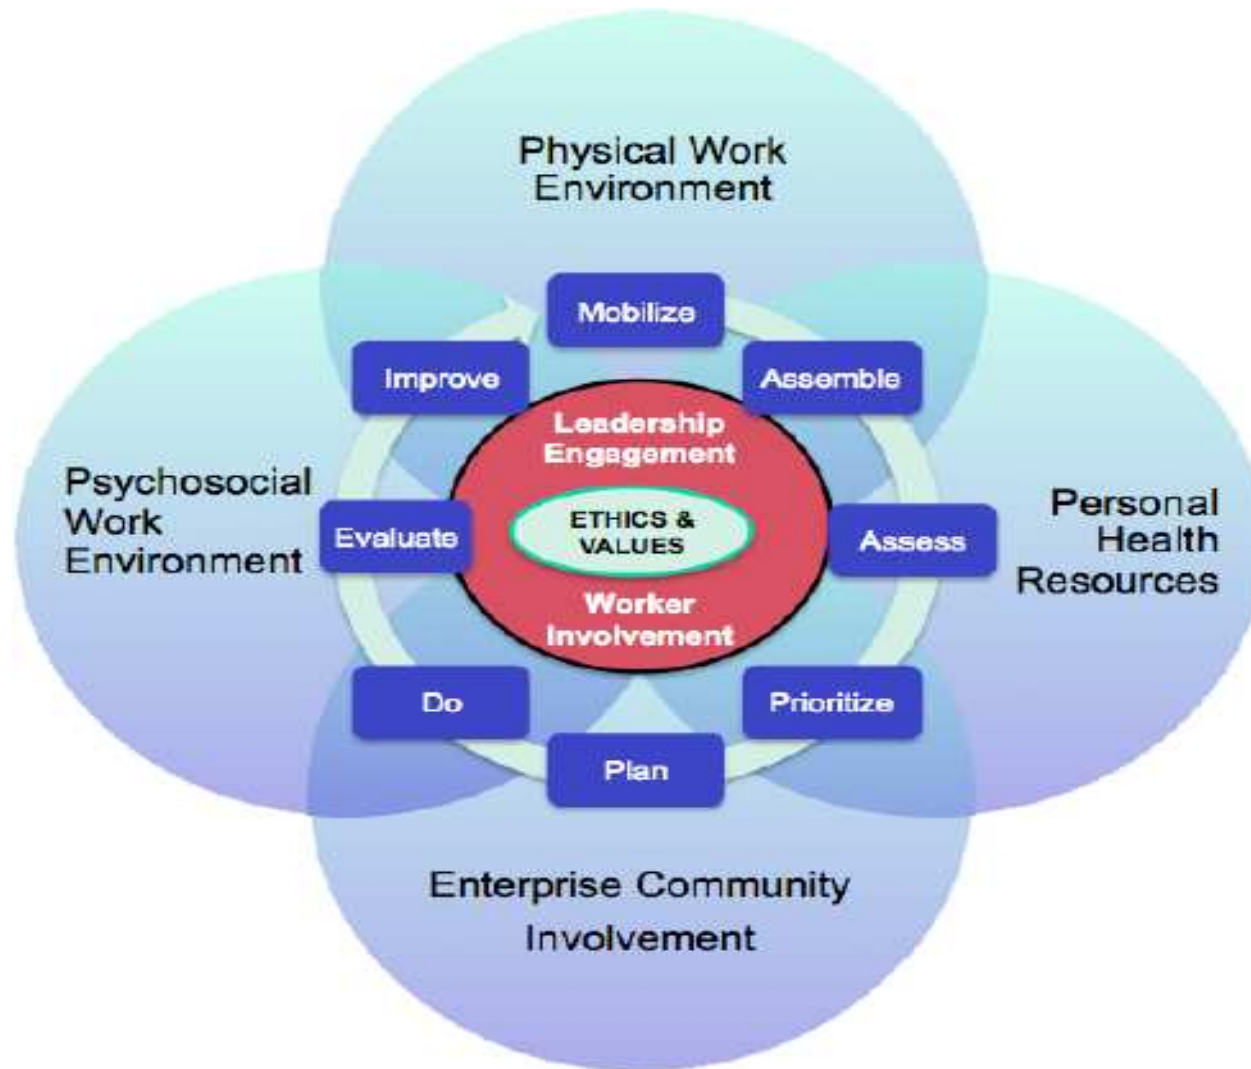 Physical Work
Environment
Mobilize
Improve
Assemble
Leadership
Engagement
Psychosocial
Work
Environment
Evaluate
ETHICS &
VALUES
Assess
Personal
Health
Resources
Worker
Involvement
Do
Prioritize
Plan
Enterprise Community
Involvement